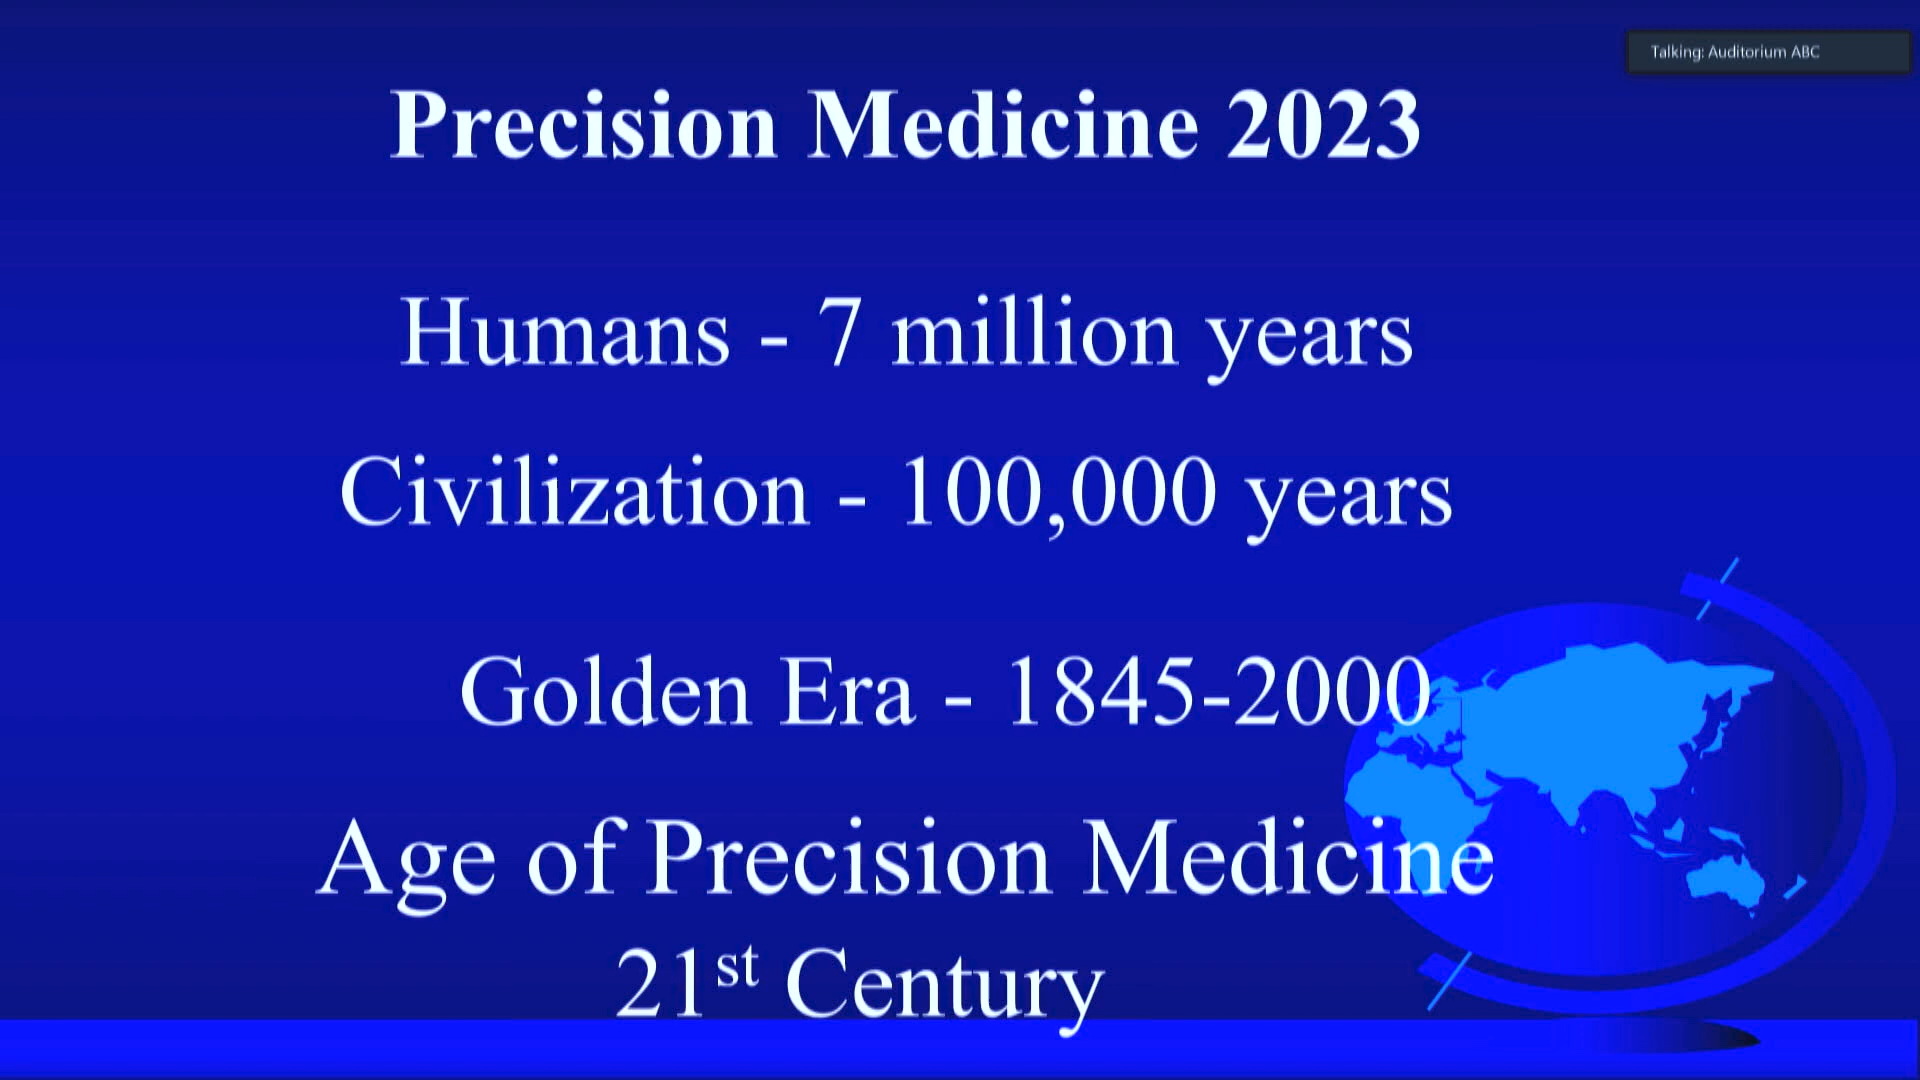 Talking: Auditorium ABC
Precision Medicine 2023
Humans - 7 million years
Civilization - 100,000 years
Golden Era - 1845-2000
Age of Precision Medicine
21st Century